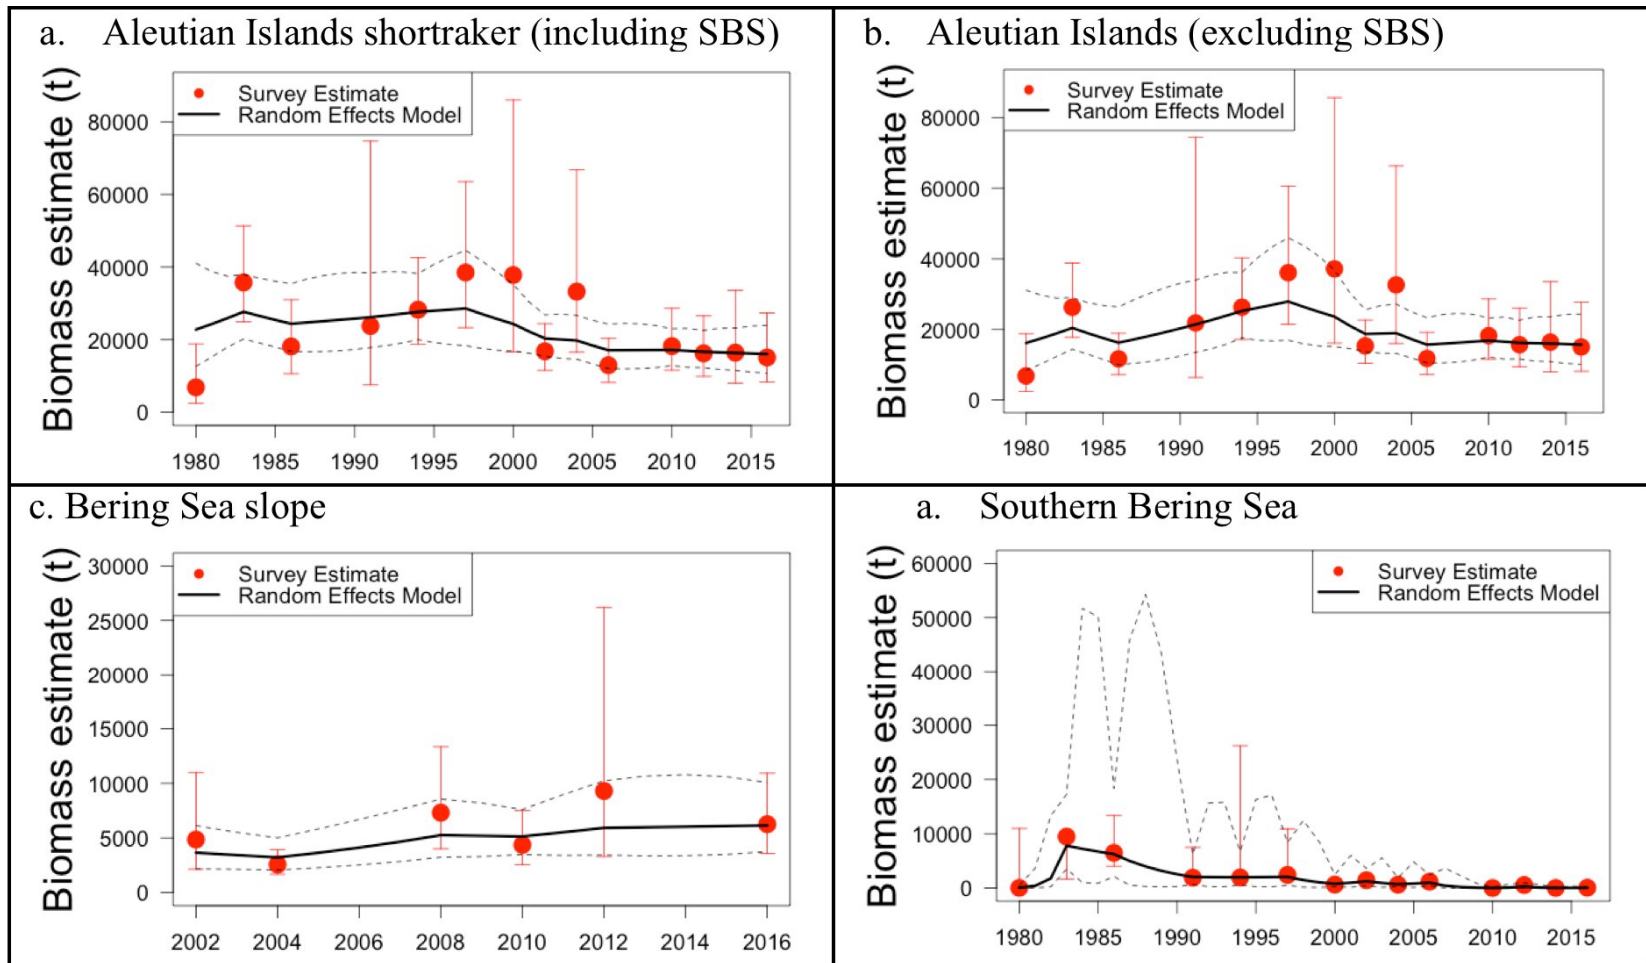 a. Aleutian Islands shortraker (including SBS)
Biomass estimate (t)
Survey Estimate
Random Effects Model
80000
60000
40000
20000
0
1980 1985 1990 1995 2000 2005 2010 2015
b. Aleutian Islands (excluding SBS)
Biomass estimate (t)
Survey Estimate
Random Effects Model
80000
60000
40000
20000
0
1980 1985 1990 1995 2000 2005 2010 2015
c. Bering Sea slope
Biomass estimate (t)
Survey Estimate
Random Effects Model
30000
25000
20000
15000
10000
5000
0
2002 2004 2006 2008 2010 2012 2014 2016
a. Southern Bering Sea
Biomass estimate (t)
Survey Estimate
Random Effects Model
60000
50000
40000
30000
20000
10000
0
1980 1985 1990 1995 2000 2005 2010 2015